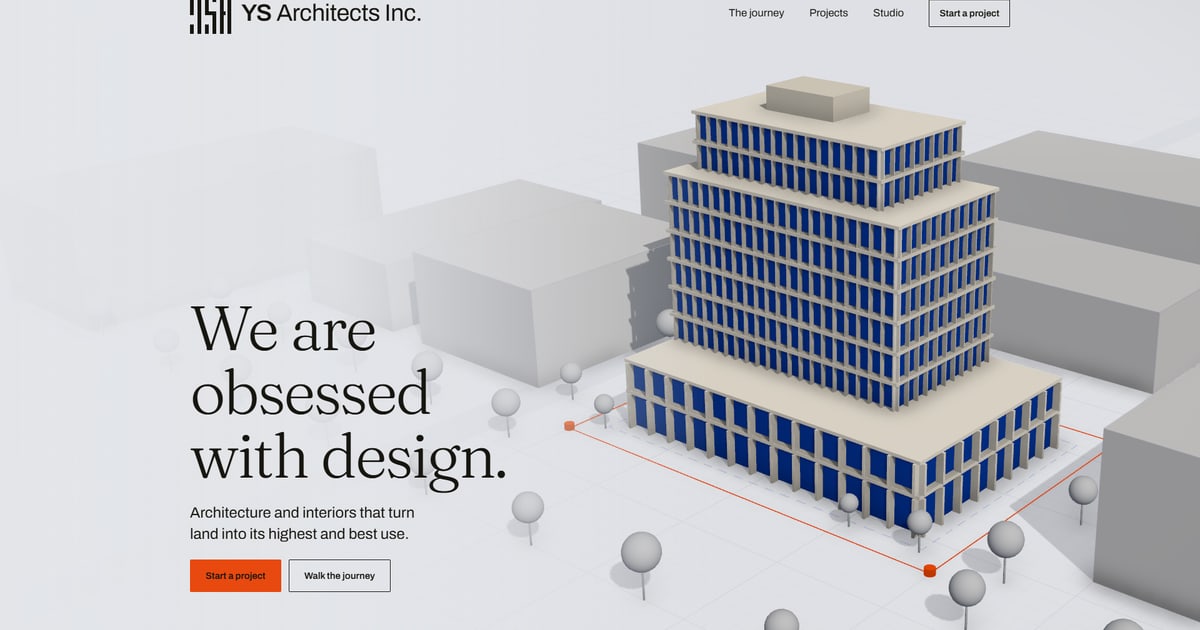 YS Architects Inc.
The journey
Projects
Studio
Start a project
We are
obsessed
with design.
Architecture and interiors that turn
land into its highest and best use.
Start a project
Walk the journey